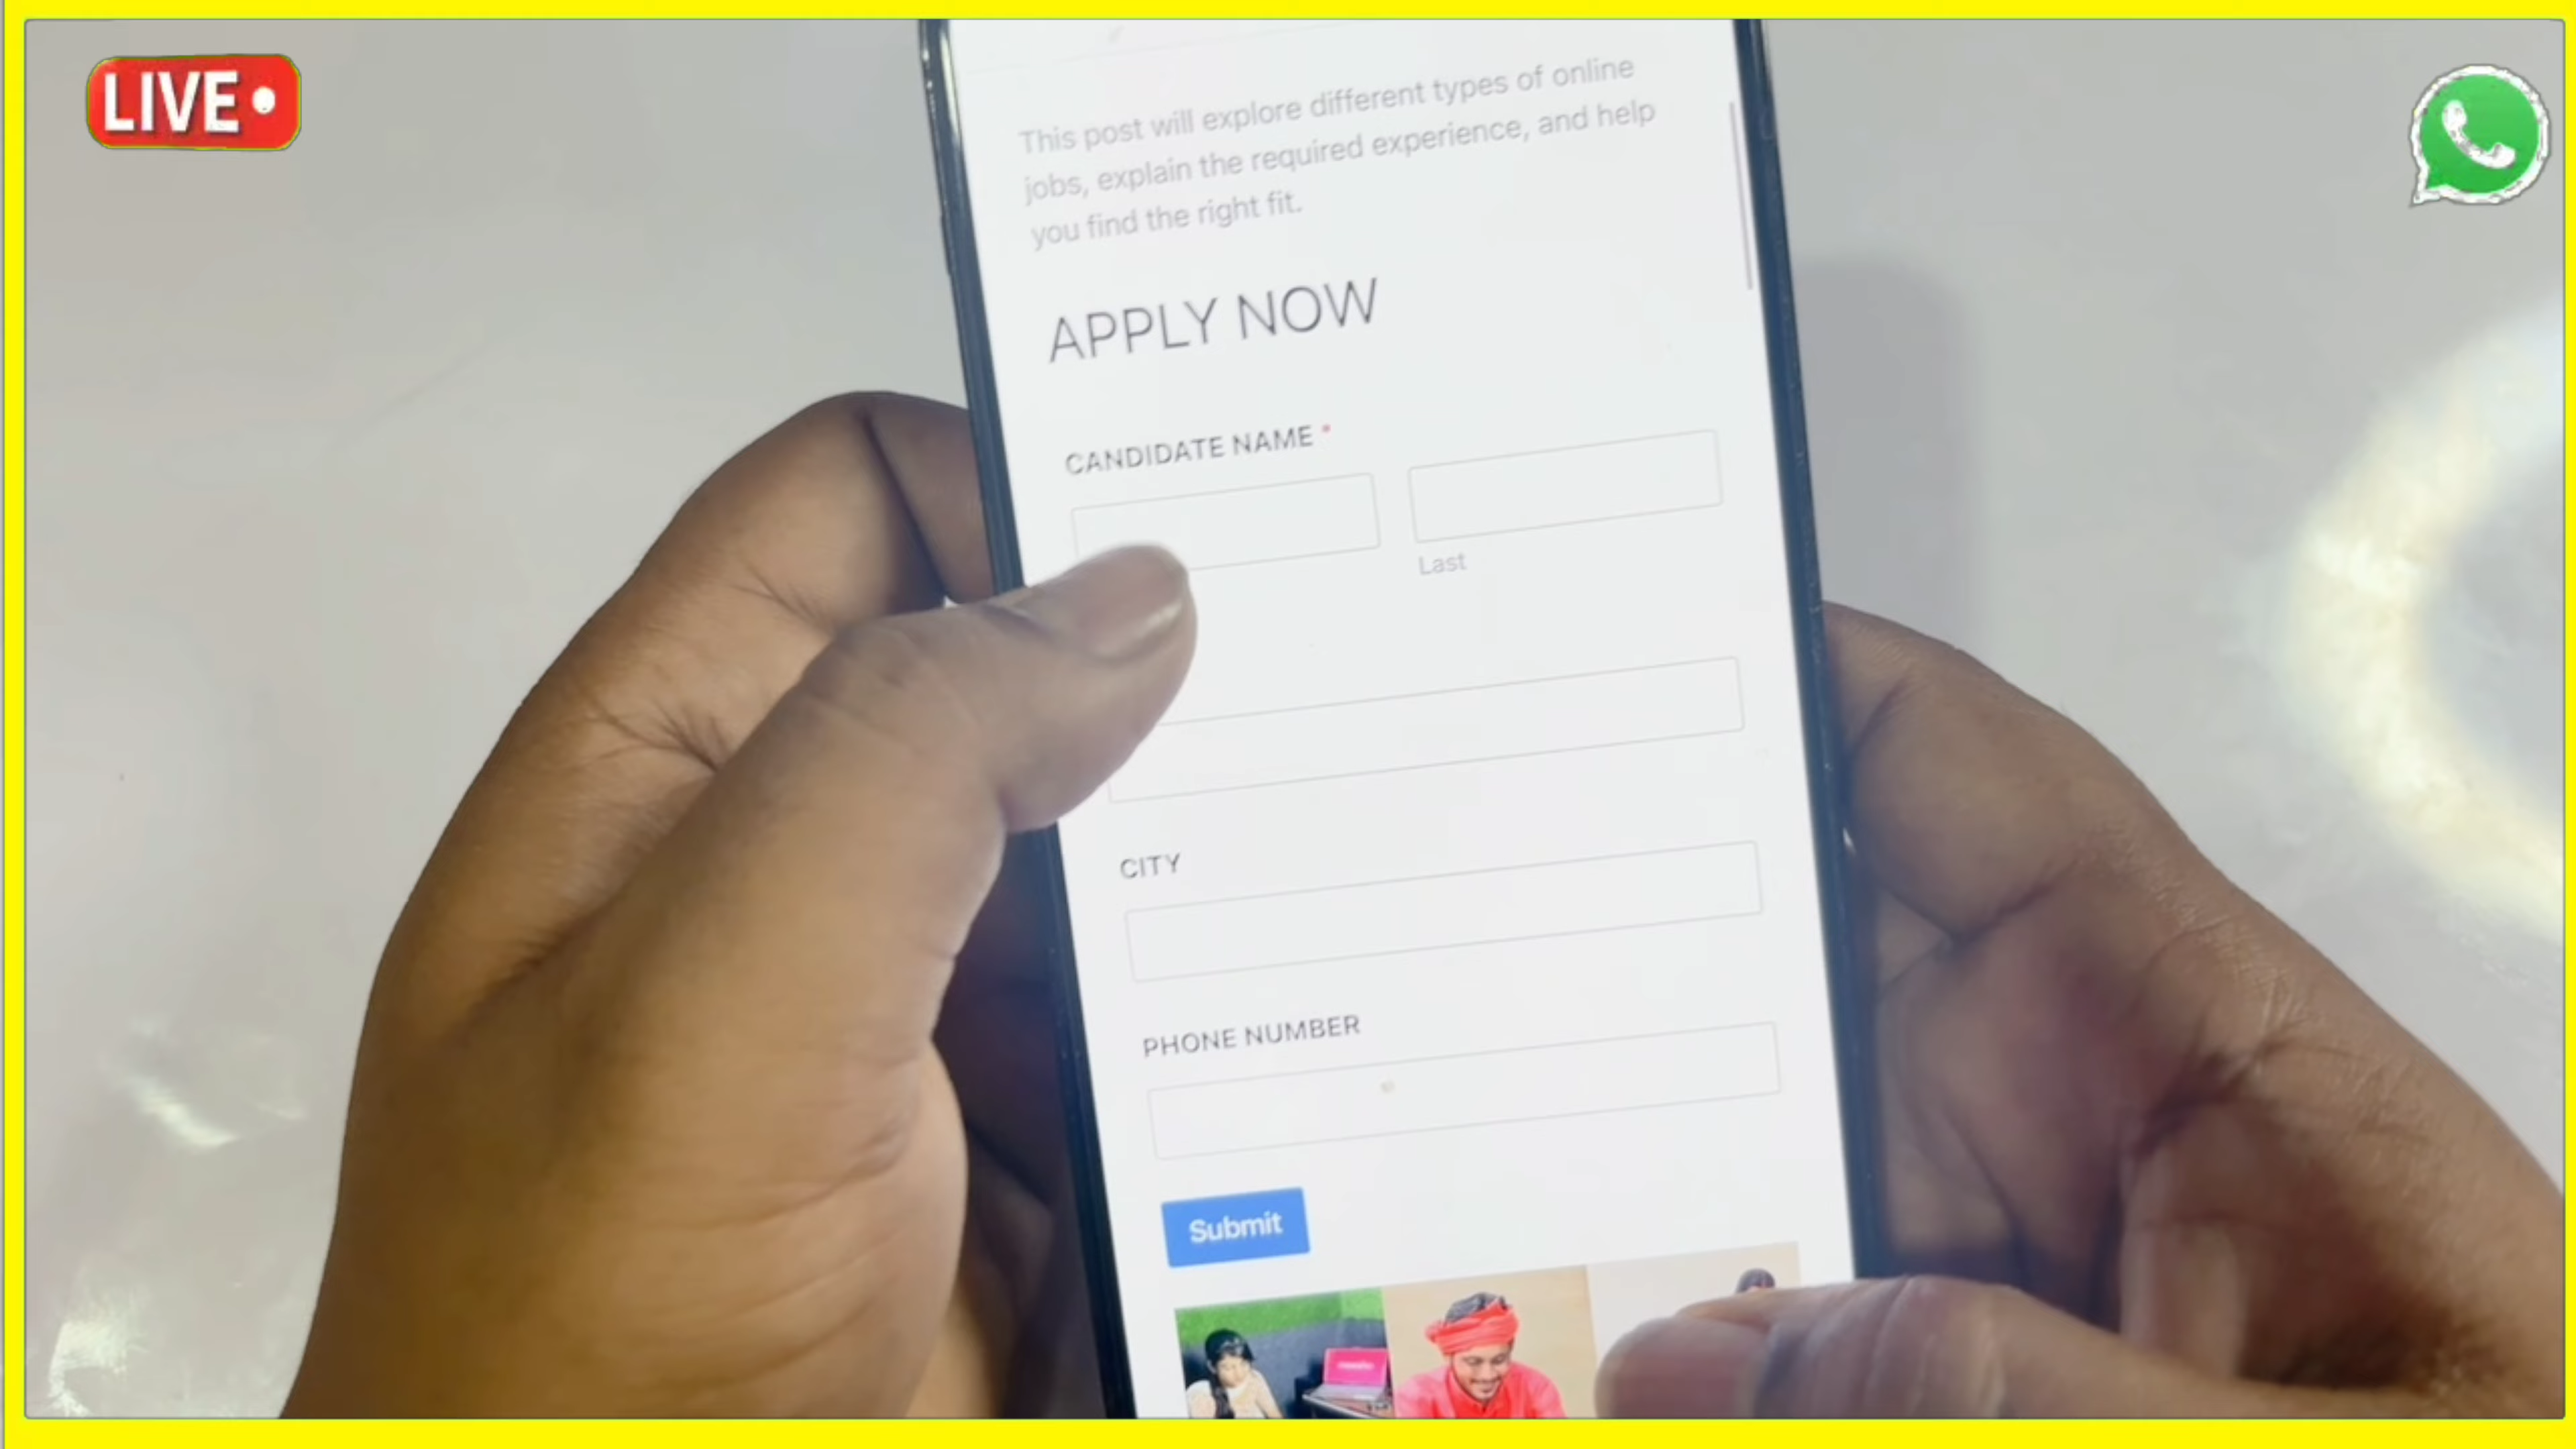 LIVE
This post will explore different types of online
jobs, explain the required experience, and help
you find the right fit.
APPLY NOW
CANDIDATE NAME *
Last
CITY
PHONE NUMBER
Submit